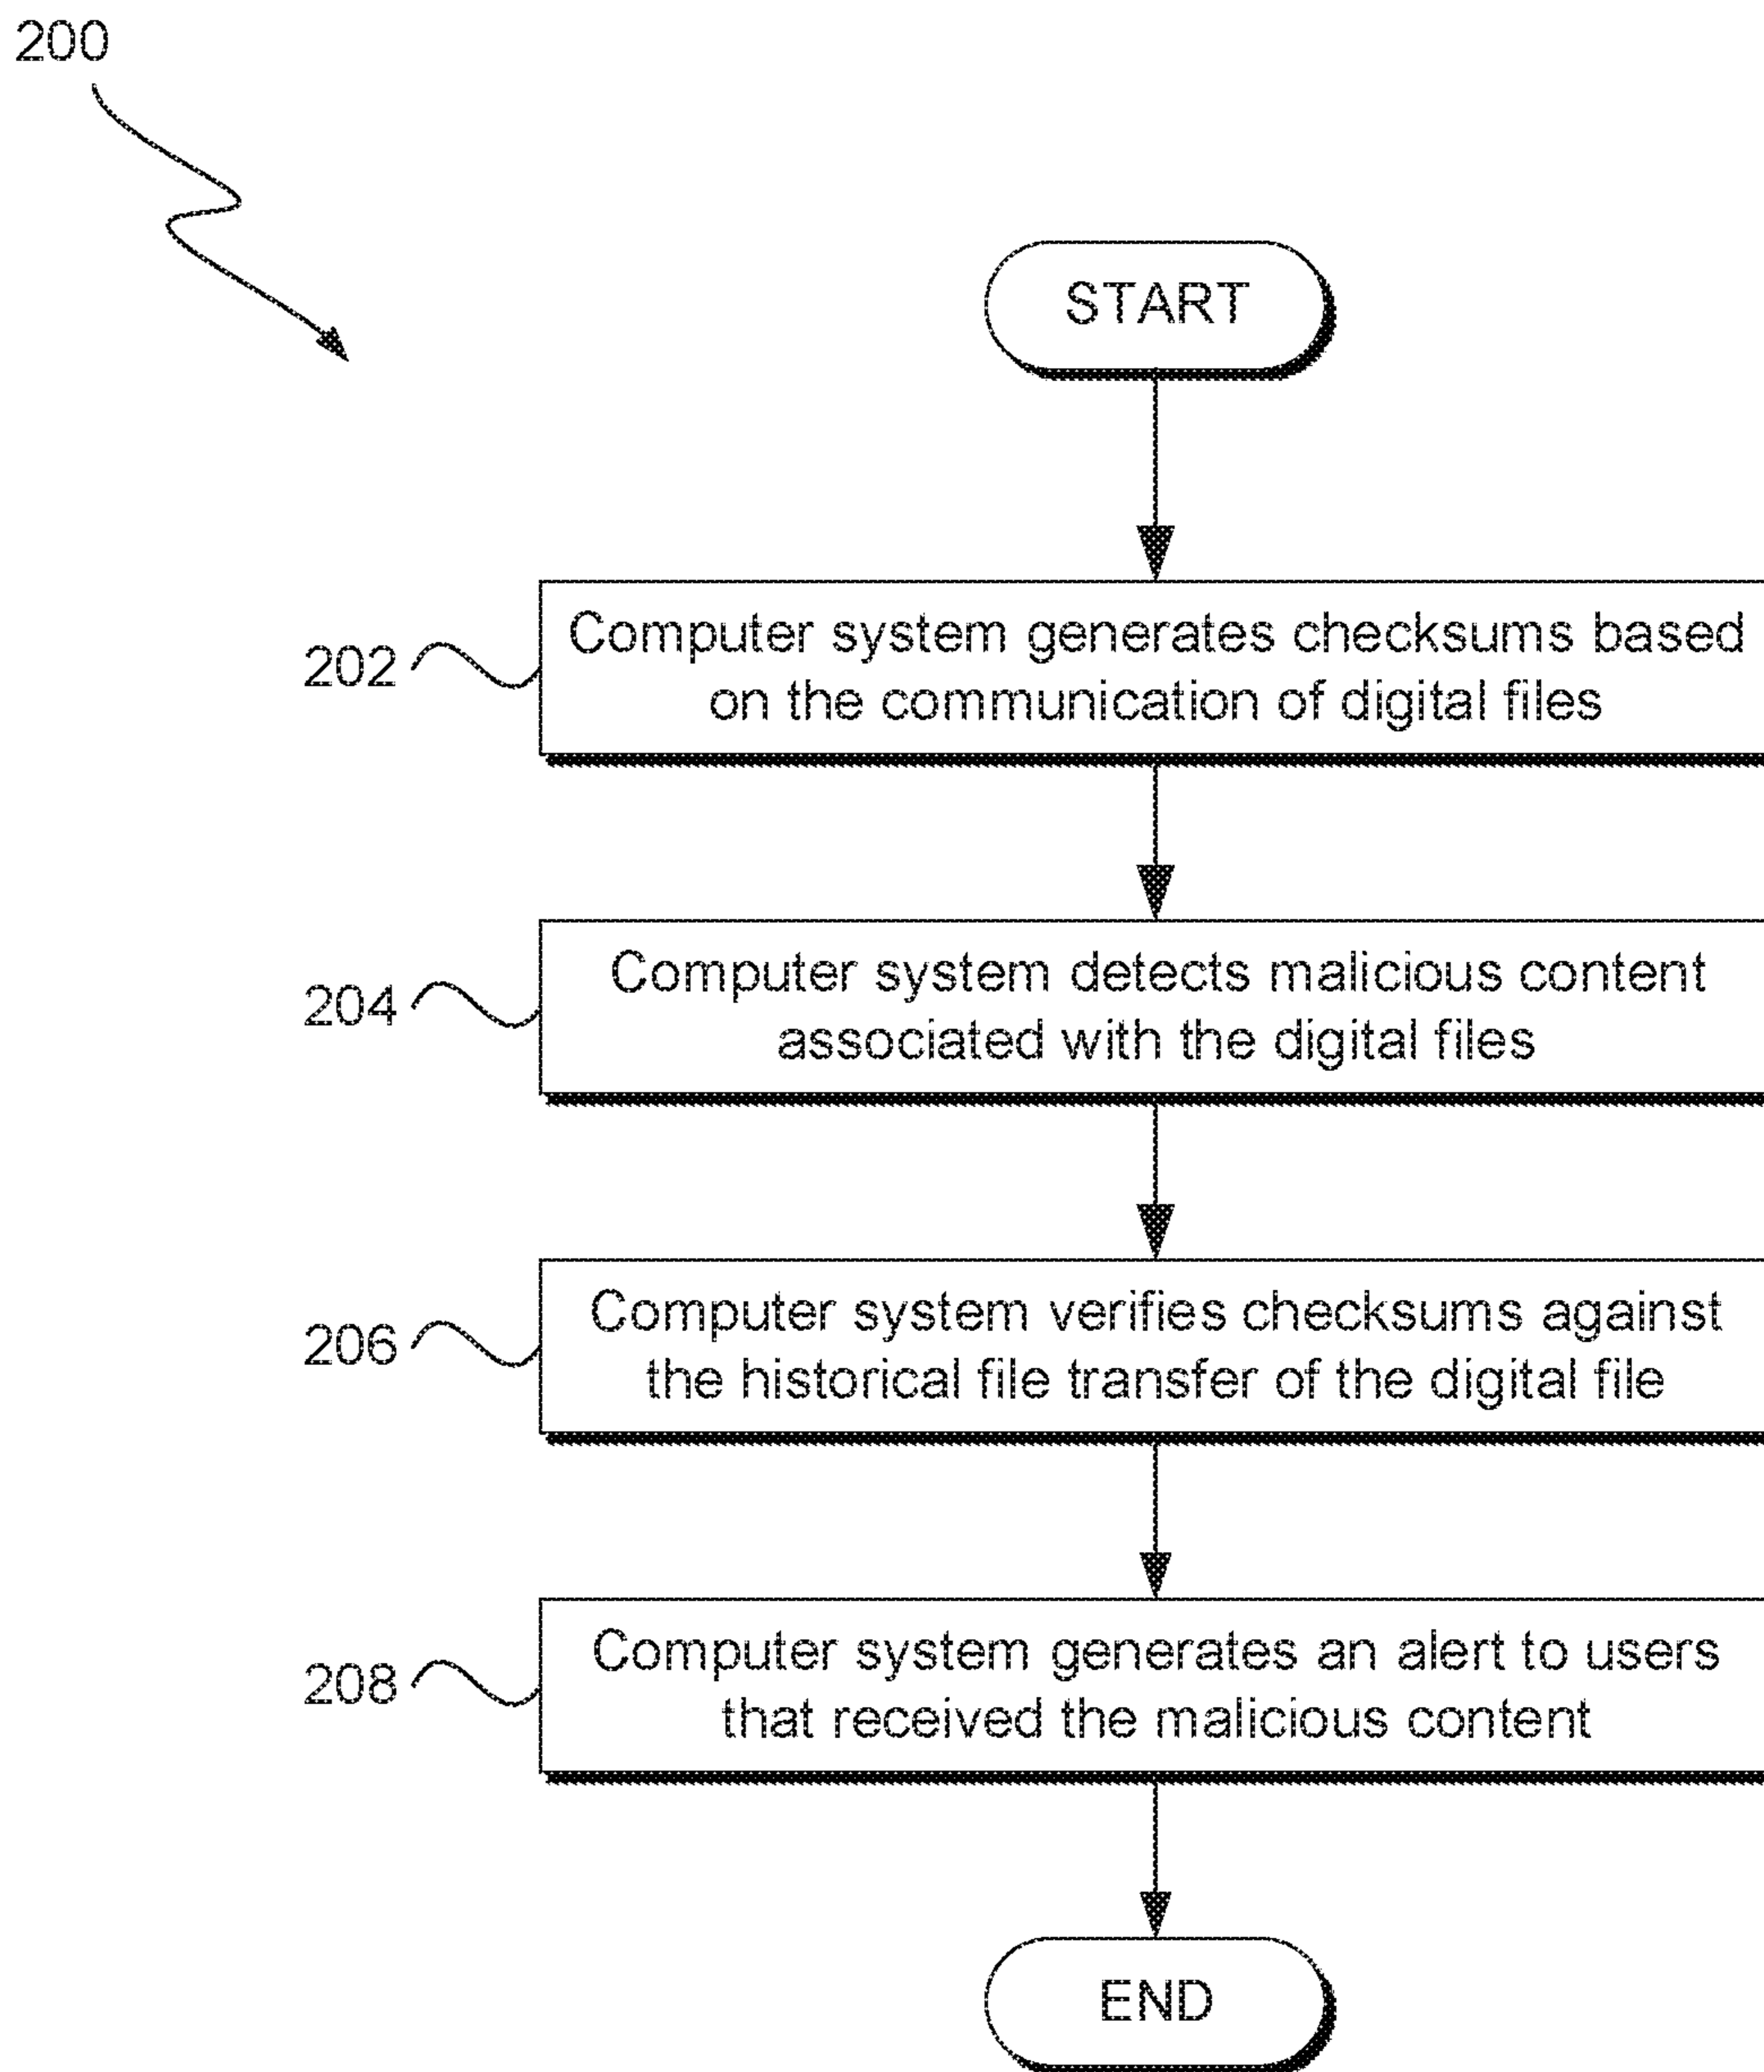 200
START
202
Computer system generates checksums based
on the communication of digital files
204
Computer system detects malicious content
associated with the digital files
206
Computer system verifies checksums against
the historical file transfer of the digital file
208
Computer system generates an alert to users
that received the malicious content
END